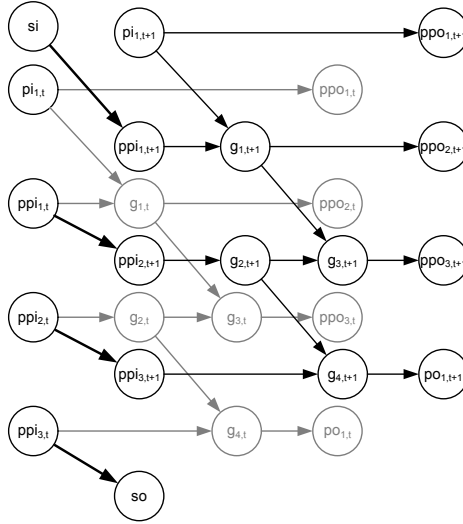 si
pi1,t+1
ppo1,t+1
pi1,t
ppo1,t
ppi1,t+1
g1,t+1
ppo2,t+1
ppi1,t
g1,t
ppo2,t
ppi2,t+1
g2,t+1
g3,t+1
ppo3,t+1
ppi2,t
g2,t
g3,t
ppo3,t
ppi3,t+1
g4,t+1
po1,t+1
ppi3,t
g4,t
po1,t
so